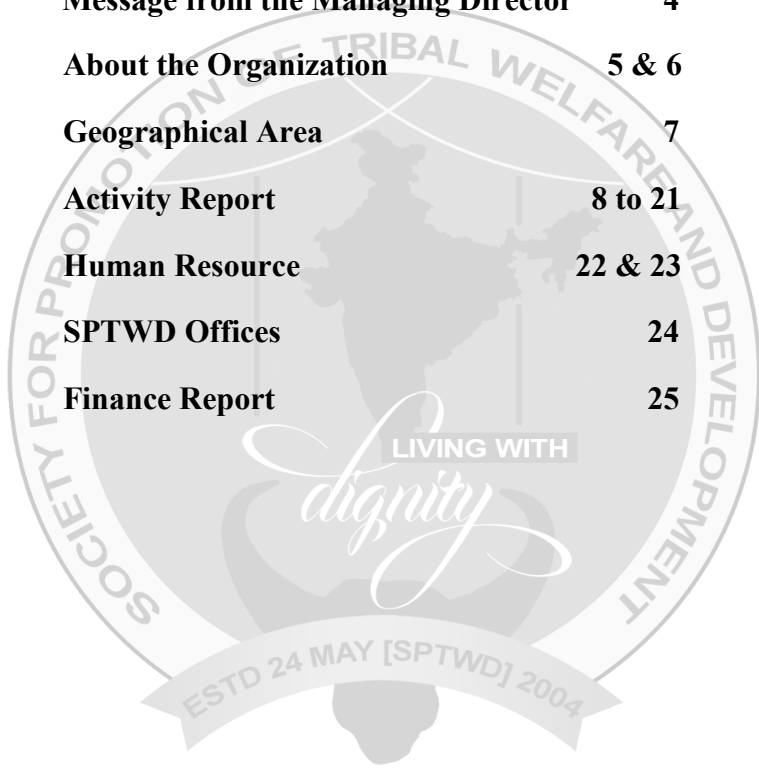 Message from the Managing Director 4
About the Organization 5 & 6
Geographical Area 7
Activity Report 8 to 21
Human Resource 22 & 23
SPTWD Offices 24
Finance Report 25
SOCIETY FOR PROMOTION OF TRIBAL WELFARE AND DEVELOPMENT
LIVING WITH
dignity
ESTD 24 MAY [SPTWD] 2004